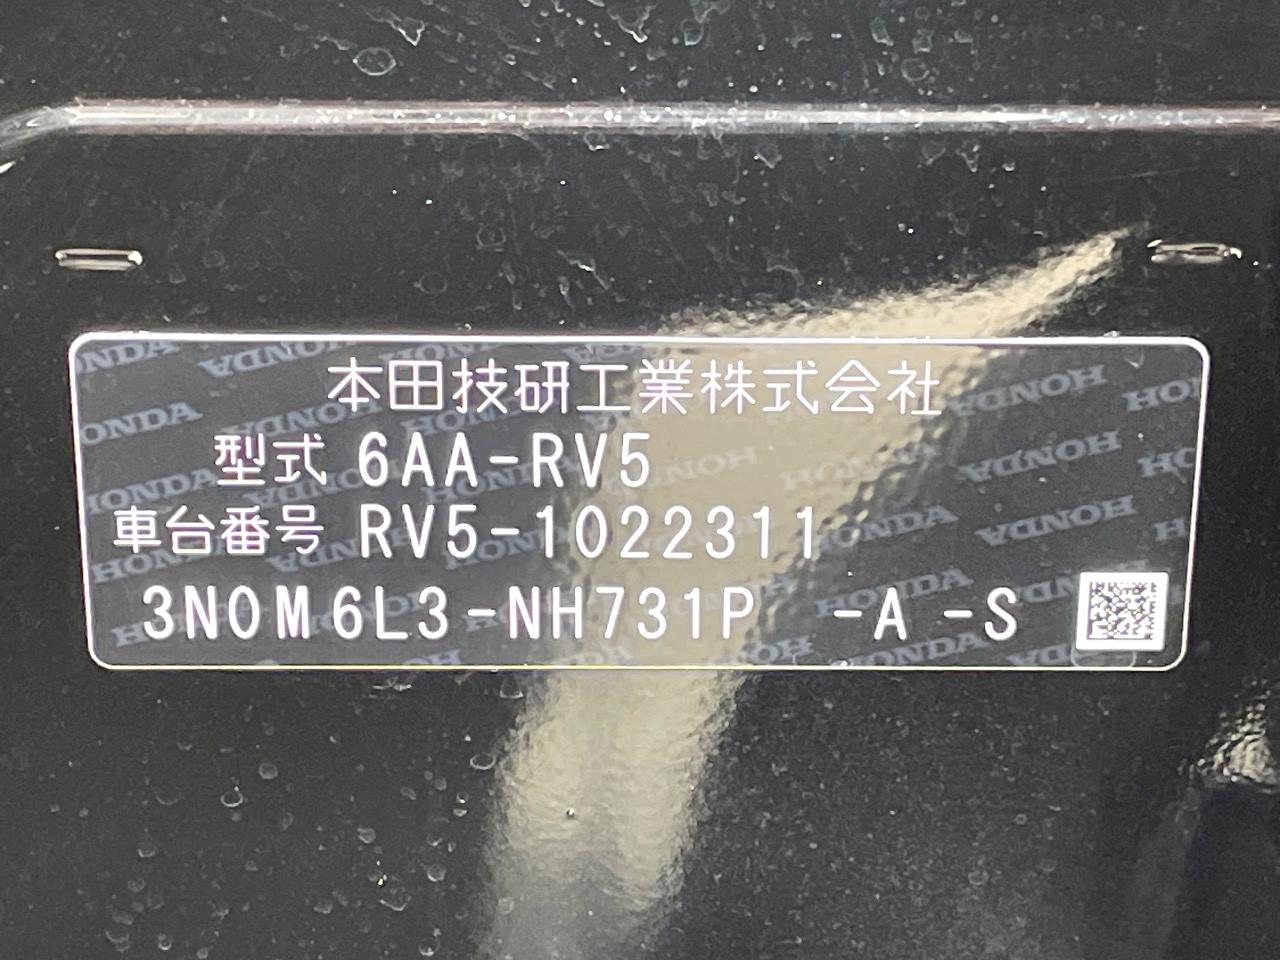 本田技研工業株式会社
型式 6AA-RV5
車台番号 RV5-1022311
3N0M6L3-NH731P -A -S